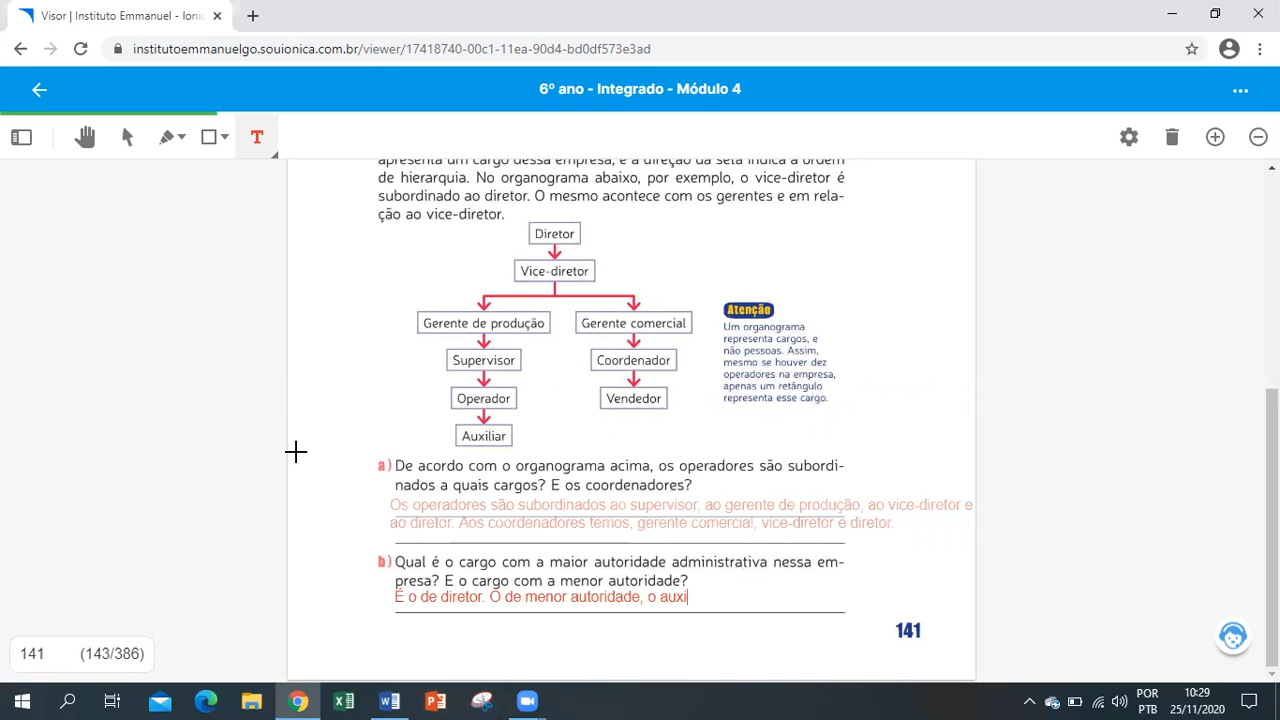 Visor | Instituto Emmanuel - Ionic
institutoemmanuelgo.souionica.com.br/viewer/17418740-00c1-11ea-90d4-bd0df573e3ad
6º ano - Integrado - Módulo 4
T
apresenta um cargo dessa empresa, e a direção da seta indica a ordem
de hierarquia. No organograma abaixo, por exemplo, o vice-diretor é
subordinado ao diretor. O mesmo acontece com os gerentes e em rela-
ção ao vice-diretor.
Diretor
Vice-diretor
Gerente de produção
Gerente comercial
Supervisor
Coordenador
Operador
Vendedor
Auxiliar
Atenção
Um organograma
representa cargos, e
não pessoas. Assim,
mesmo se houver dez
operadores na empresa,
apenas um retângulo
representa esse cargo.
a) De acordo com o organograma acima, os operadores são subordi-
nados a quais cargos? E os coordenadores?
Os operadores são subordinados ao supervisor, ao gerente de produção, ao vice-diretor e
ao diretor. Aos coordenadores temos, gerente comercial, vice-diretor e diretor.
b) Qual é o cargo com a maior autoridade administrativa nessa em-
presa? E o cargo com a menor autoridade?
É o de diretor. O de menor autoridade, o auxi
141
141 (143/386)
POR
PTB
10:29
25/11/2020